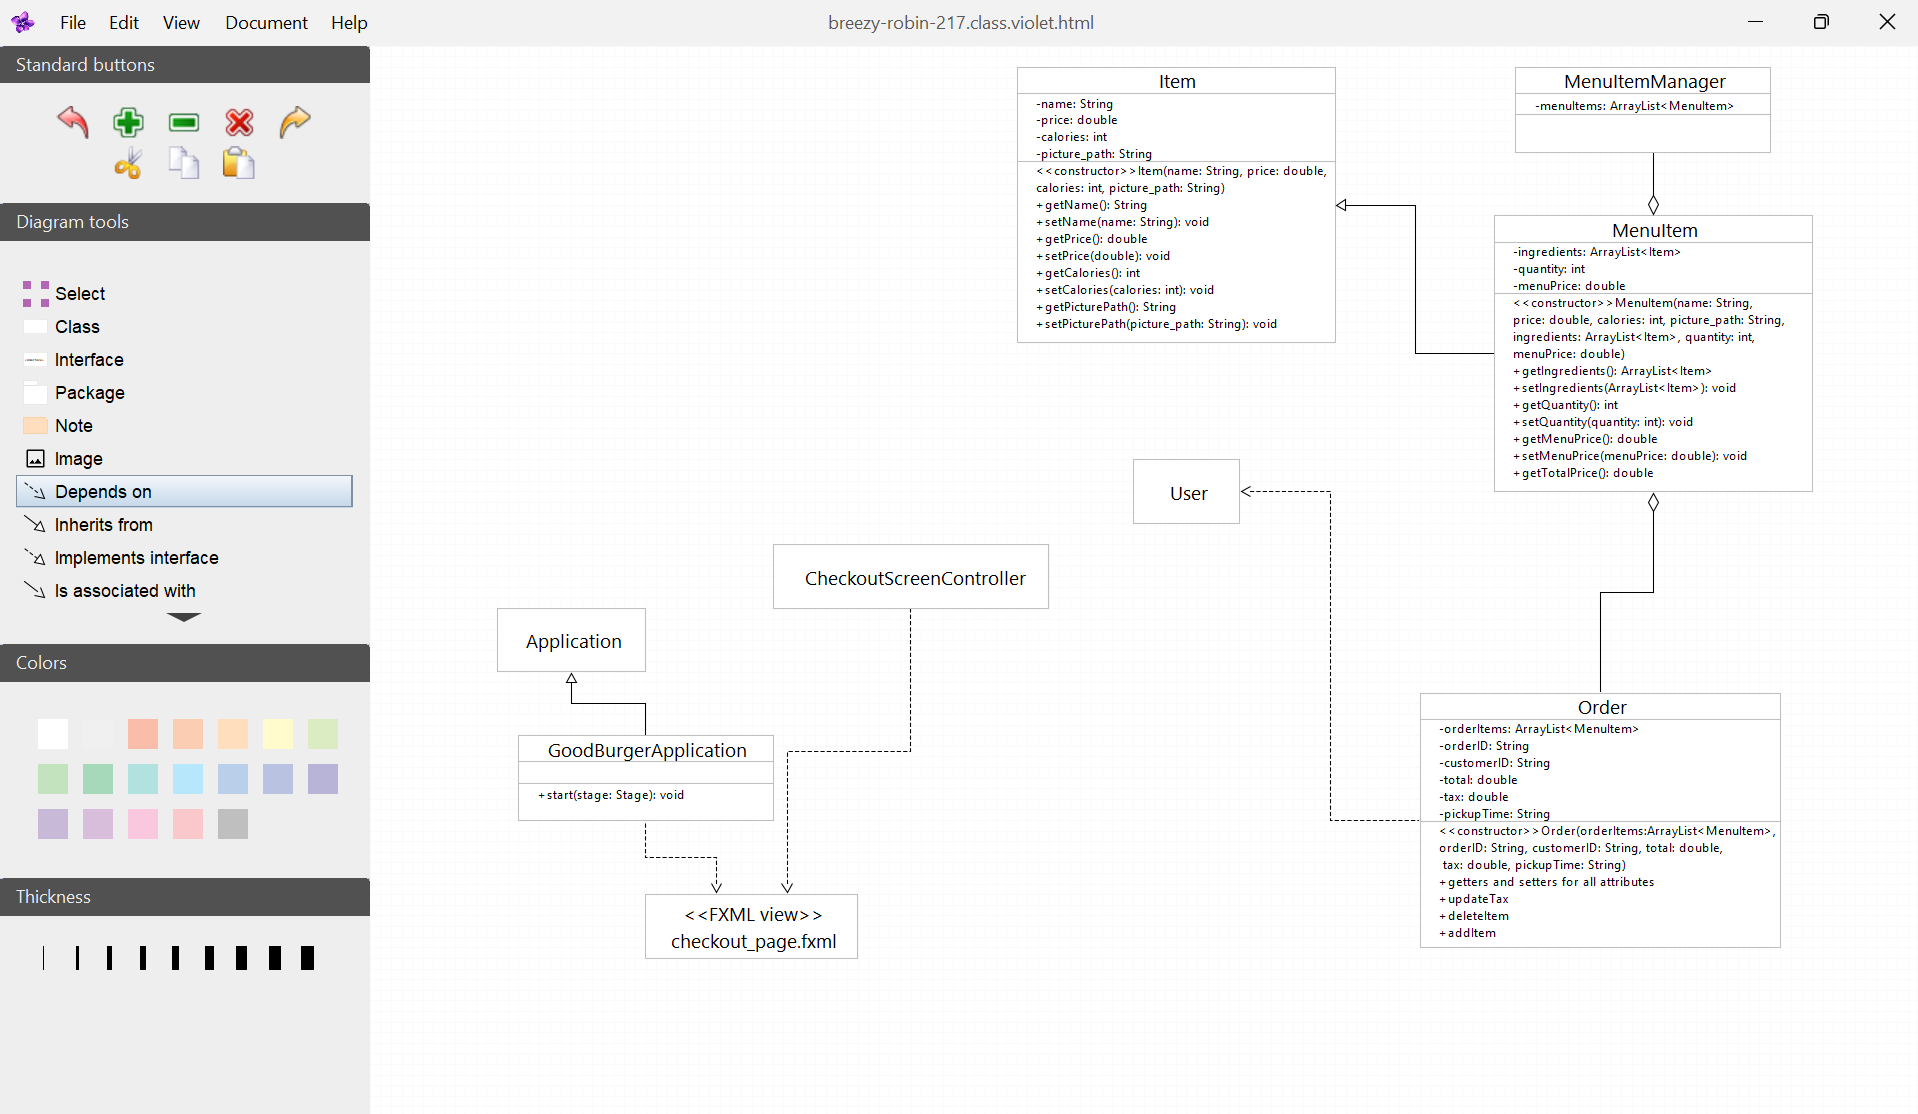 File Edit View Document Help
breezy-robin-217.class.violet.html
Standard buttons
Diagram tools
Select
Class
Interface
Package
Note
Image
Depends on
Inherits from
Implements interface
Is associated with
Colors
Thickness
Item
-name: String
-price: double
-calories: int
-picture_path: String
<<constructor>>Item(name: String, price: double,
calories: int, picture_path: String)
+getName(): String
+setName(name: String): void
+getPrice(): double
+setPrice(double): void
+getCalories(): int
+setCalories(calories: int): void
+getPicturePath(): String
+setPicturePath(picture_path: String): void
MenuItemManager
-menuItems: ArrayList<MenuItem>
MenuItem
-ingredients: ArrayList<Item>
-quantity: int
-menuPrice: double
<<constructor>>MenuItem(name: String,
price: double, calories: int, picture_path: String,
ingredients: ArrayList<Item>, quantity: int,
menuPrice: double)
+getIngredients(): ArrayList<Item>
+setIngredients(ArrayList<Item>): void
+getQuantity(): int
+setQuantity(quantity: int): void
+getMenuPrice(): double
+setMenuPrice(menuPrice: double): void
+getTotalPrice(): double
User
CheckoutScreenController
Application
GoodBurgerApplication
+start(stage: Stage): void
<<FXML view>>
checkout_page.fxml
Order
-orderItems: ArrayList<MenuItem>
-orderID: String
-customerID: String
-total: double
-tax: double
-pickupTime: String
<<constructor>>Order(orderItems:ArrayList<MenuItem>,
orderID: String, customerID: String, total: double,
tax: double, pickupTime: String)
+getters and setters for all attributes
+updateTax
+deleteItem
+addItem